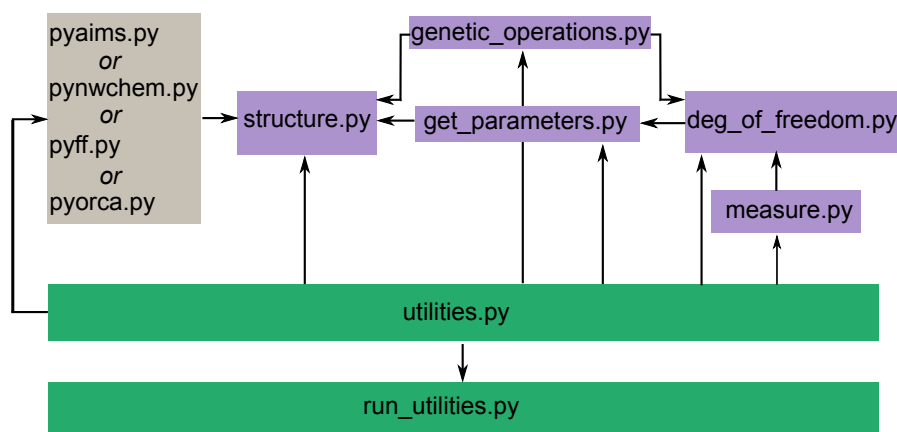 pyaims.py
or
pynwchem.py
or
pyff.py
or
pyorca.py
genetic_operations.py
structure.py
get_parameters.py
deg_of_freedom.py
measure.py
utilities.py
run_utilities.py